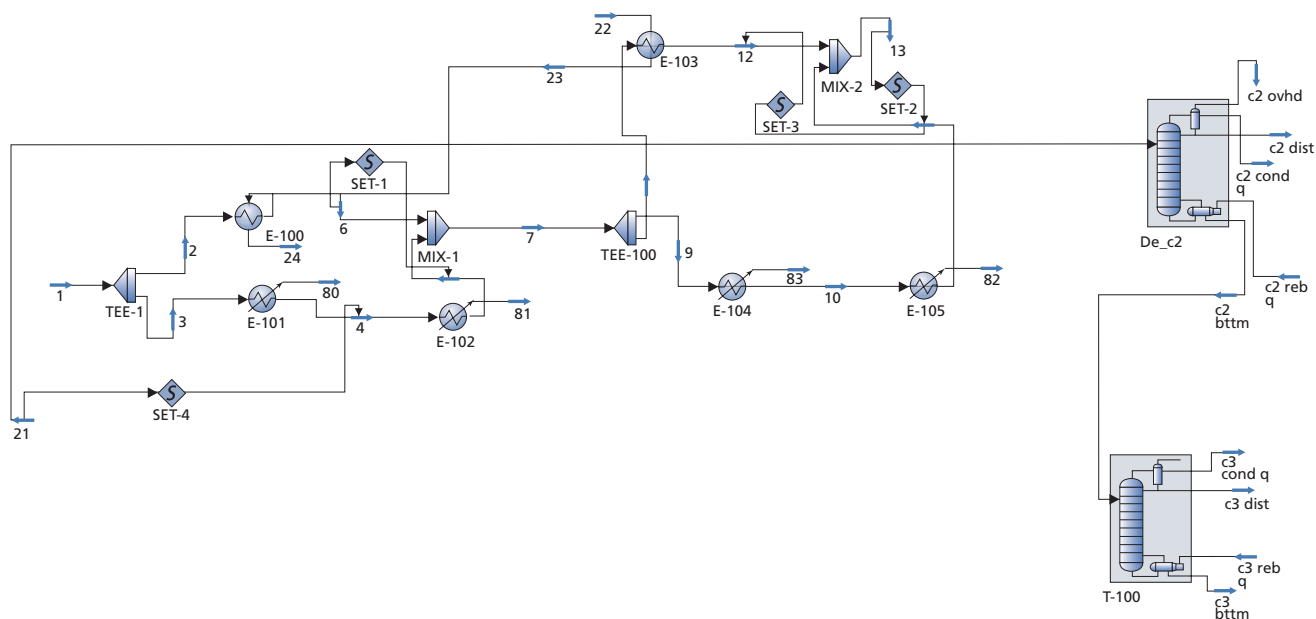 22
E-103
12
13
MIX-2
23
S
SET-2
S
SET-3
c2 ovhd
c2 dist
c2 cond
q
De_c2
S
SET-1
2
E-100
24
6
MIX-1
7
TEE-100
9
1
TEE-1
3
80
E-101
4
81
E-102
83
E-104
10
82
E-105
c2 reb
q
c2
bttm
S
SET-4
21
c3
cond q
c3 dist
c3 reb
q
T-100
c3
bttm